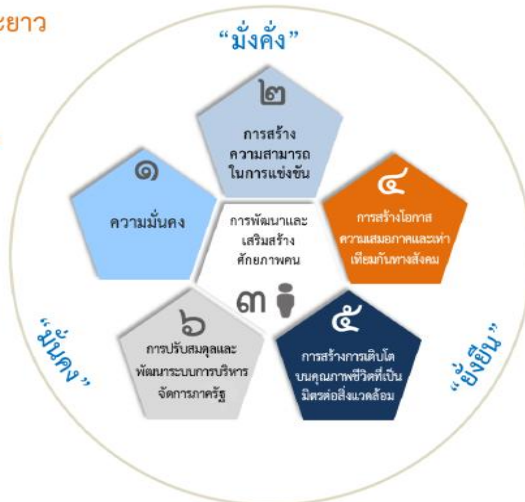 ะยาว
“มั่งคั่ง”
๒
การสร้าง
ความสามารถ
ในการแข่งขัน
๑
ความมั่นคง
๔
การสร้างโอกาส
ความเสมอภาคและเท่า
เทียมกันทางสังคม
การพัฒนาและ
เสริมสร้าง
ศักยภาพคน
๓
๖
การปรับสมดุลและ
พัฒนาระบบการบริหาร
จัดการภาครัฐ
๕
การสร้างการเติบโต
บนคุณภาพชีวิตที่เป็น
มิตรต่อสิ่งแวดล้อม
“มั่นคง”
“ยั่งยืน”